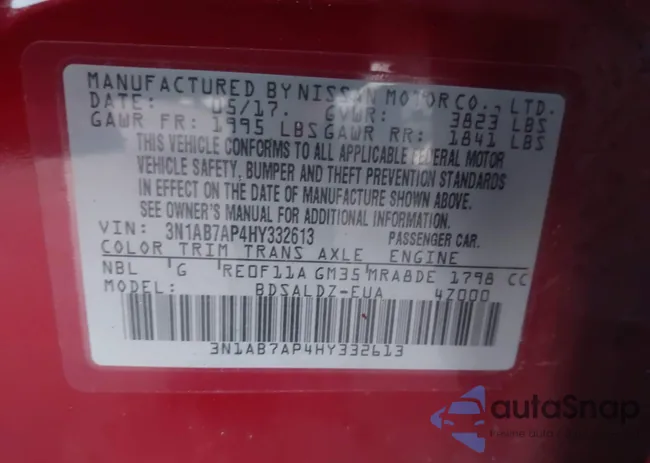 MANUFACTURED BY NISSAN MOTOR CO., LTD.
DATE: 05/17. GVWR: 3823 LBS
GAWR FR: 1995 LBS GAWR RR: 1841 LBS
THIS VEHICLE CONFORMS TO ALL APPLICABLE FEDERAL MOTOR
VEHICLE SAFETY, BUMPER AND THEFT PREVENTION STANDARDS
IN EFFECT ON THE DATE OF MANUFACTURE SHOWN ABOVE.
SEE OWNER'S MANUAL FOR ADDITIONAL INFORMATION
VIN: 3N1AB7AP4HY332613 PASSENGER CAR.
COLOR TRIM TRANS AXLE ENGINE
NBL G RE0F11A GM35 MRA8DE 1798 CC
MODEL: BDSALDZ-EUA 4Z000
3N1AB7AP4HY332613
autoSnap